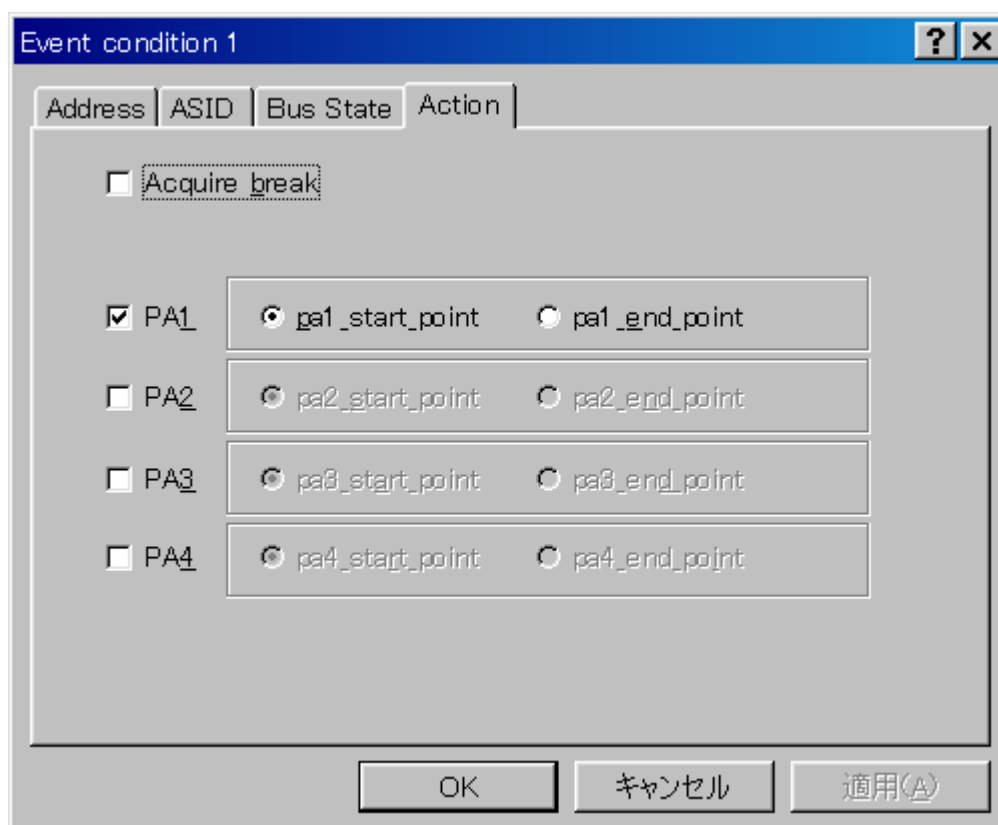 Event condition 1
Address ASID Bus State Action
Acquire break
PA1 pa1_start_point pa1_end_point
PA2 pa2_start_point pa2_end_point
PA3 pa3_start_point pa3_end_point
PA4 pa4_start_point pa4_end_point
OK キャンセル 適用(A)